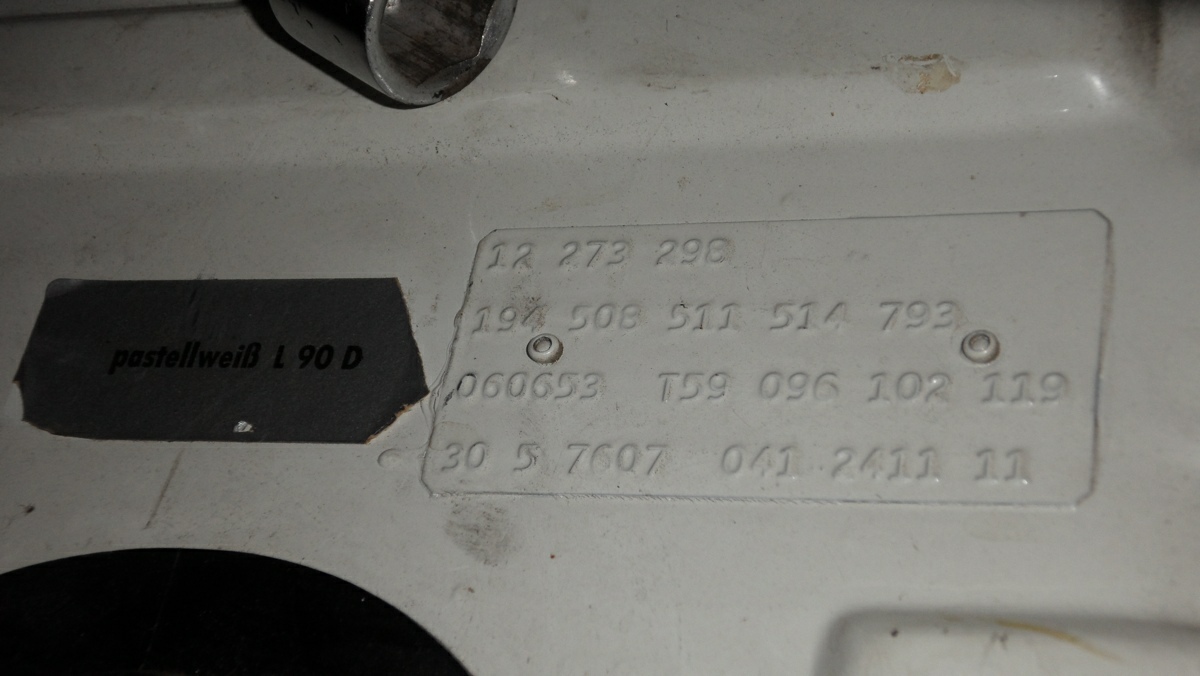 12 273 298
194 508 511 514 793
pastellweiß L 90 D
060653 T59 096 102 119
30 5 7607 041 2411 11